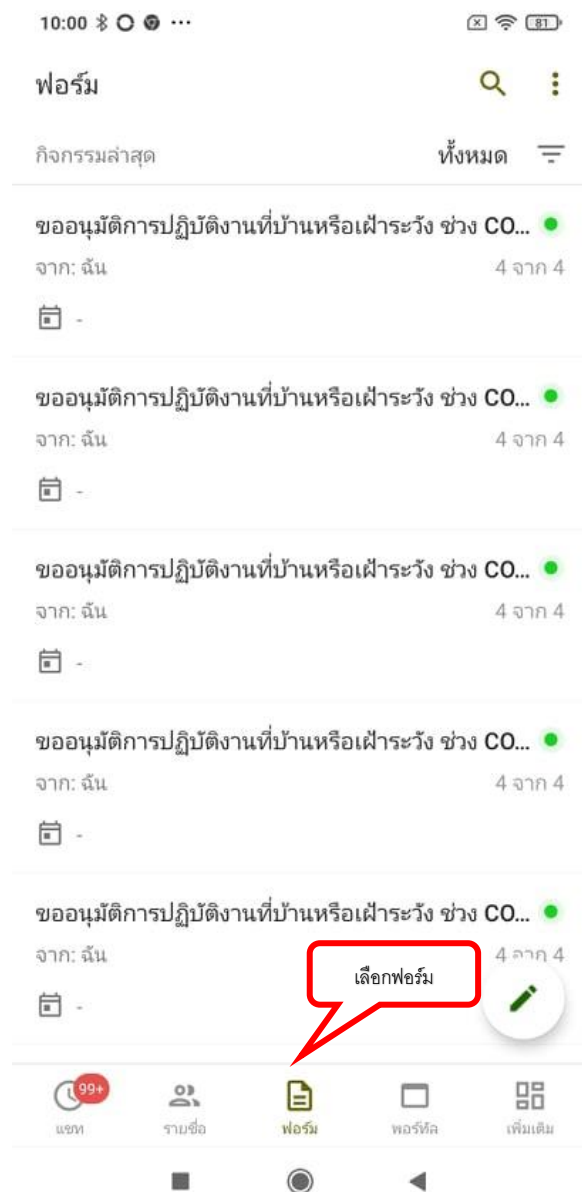 10:00
81
ฟอร์ม
กิจกรรมล่าสุด ทั้งหมด
ขออนุมัติการปฏิบัติงานที่บ้านหรือเฝ้าระวัง ช่วง CO...
จาก: ฉัน 4 จาก 4
-
ขออนุมัติการปฏิบัติงานที่บ้านหรือเฝ้าระวัง ช่วง CO...
จาก: ฉัน 4 จาก 4
-
ขออนุมัติการปฏิบัติงานที่บ้านหรือเฝ้าระวัง ช่วง CO...
จาก: ฉัน 4 จาก 4
-
ขออนุมัติการปฏิบัติงานที่บ้านหรือเฝ้าระวัง ช่วง CO...
จาก: ฉัน 4 จาก 4
-
ขออนุมัติการปฏิบัติงานที่บ้านหรือเฝ้าระวัง ช่วง CO...
จาก: ฉัน 4 จาก 4
-
เลือกฟอร์ม
99+
แชท รายชื่อ ฟอร์ม พอร์ทัล เพิ่มเติม